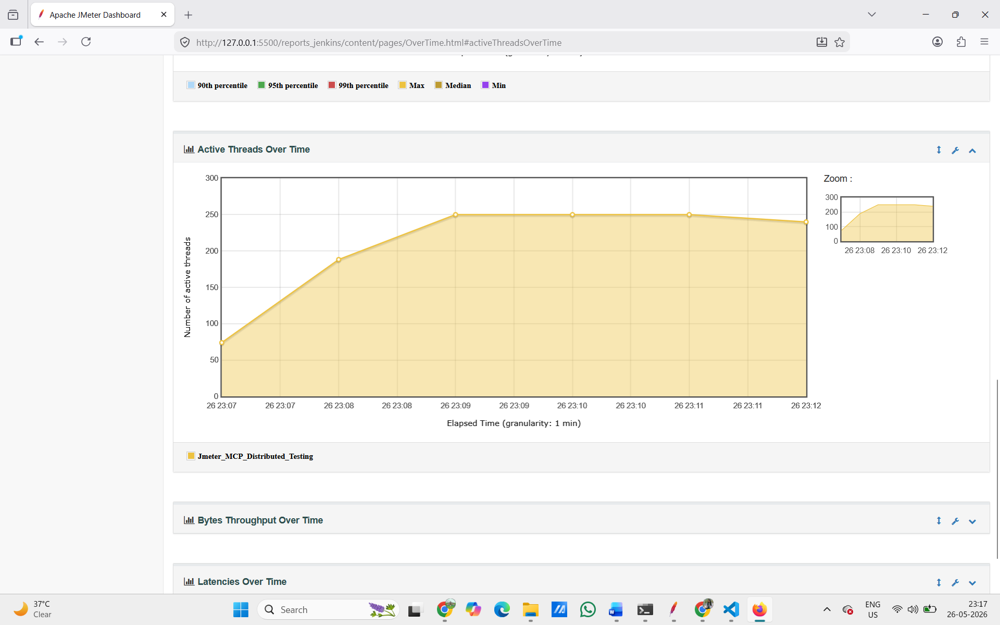 Apache JMeter Dashboard
http://127.0.0.1:5500/reports_jenkins/content/pages/OverTime.html#activeThreadsOverTime
90th percentile 95th percentile 99th percentile Max Median Min
Active Threads Over Time
300
250
200
150
100
50
0
Number of active threads
26 23:07 26 23:07 26 23:08 26 23:08 26 23:09 26 23:09 26 23:10 26 23:10 26 23:11 26 23:11 26 23:12
Elapsed Time (granularity: 1 min)
Zoom :
300
200
100
0
26 23:08 26 23:10 26 23:12
Jmeter_MCP_Distributed_Testing
Bytes Throughput Over Time
Latencies Over Time
37°C
Clear
Search
ENG
US
23:17
26-05-2026